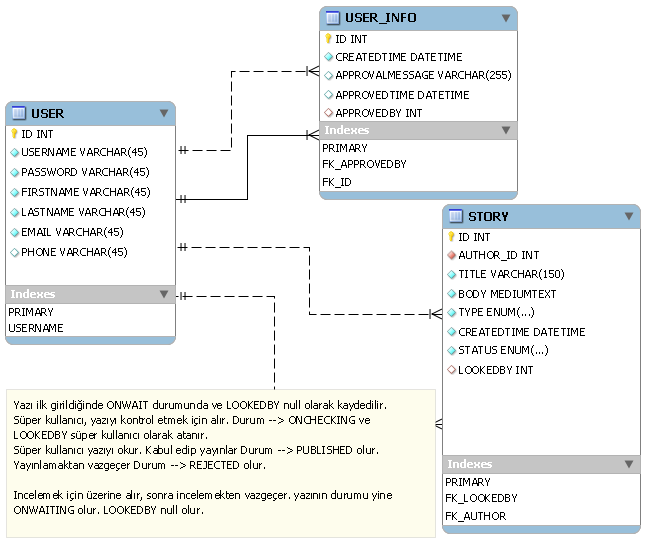 USER_INFO
ID INT
CREATEDTIME DATETIME
APPROVALMESSAGE VARCHAR(255)
APPROVEDTIME DATETIME
APPROVEDBY INT
Indexes
PRIMARY
FK_APPROVEDBY
FK_ID
USER
ID INT
USERNAME VARCHAR(45)
PASSWORD VARCHAR(45)
FIRSTNAME VARCHAR(45)
LASTNAME VARCHAR(45)
EMAIL VARCHAR(45)
PHONE VARCHAR(45)
Indexes
PRIMARY
USERNAME
STORY
ID INT
AUTHOR_ID INT
TITLE VARCHAR(150)
BODY MEDIUMTEXT
TYPE ENUM(...)
CREATEDTIME DATETIME
STATUS ENUM(...)
LOOKEDBY INT
Indexes
PRIMARY
FK_LOOKEDBY
FK_AUTHOR
Yazı ilk girildiğinde ONWAIT durumunda ve LOOKEDBY null olarak kaydedilir.
Süper kullanıcı, yazıyı kontrol etmek için alır. Durum --> ONCHECKING ve
LOOKEDBY süper kullanıcı olarak atanır.
Süper kullanıcı yazıyı okur. Kabul edip yayınlar Durum --> PUBLISHED olur.
Yayınlamaktan vazgeçer Durum --> REJECTED olur.
Incelemek için üzerine alır, sonra incelemekten vazgeçer. yazının durumu yine
ONWAITING olur. LOOKEDBY null olur.